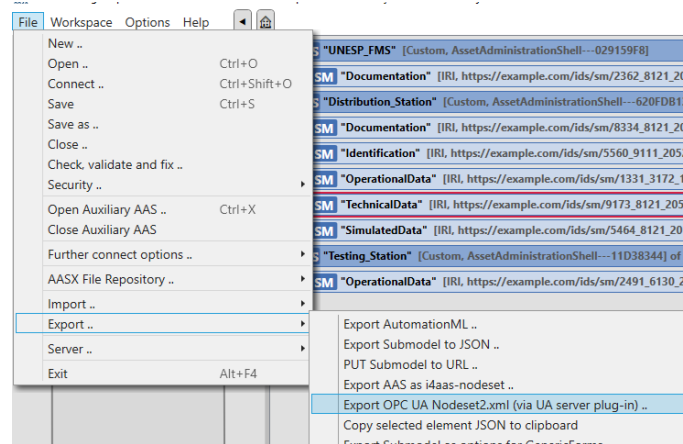 File Workspace Options Help
New ..
Open .. Ctrl+O
Connect .. Ctrl+Shift+O
Save Ctrl+S
Save as ..
Close ..
Check, validate and fix ..
Security ..
Open Auxiliary AAS .. Ctrl+X
Close Auxiliary AAS
Further connect options ..
AASX File Repository ..
Import ..
Export ..
Server ..
Exit Alt+F4
"UNESP_FMS" [Custom, AssetAdministrationShell---029159F8]
SM "Documentation" [IRI, https://example.com/ids/sm/2362_8121_20
"Distribution_Station" [Custom, AssetAdministrationShell---620FDB1
SM "Documentation" [IRI, https://example.com/ids/sm/8334_8121_20
SM "Identification" [IRI, https://example.com/ids/sm/5560_9111_205
SM "OperationalData" [IRI, https://example.com/ids/sm/1331_3172_1
SM "TechnicalData" [IRI, https://example.com/ids/sm/9173_8121_205
SM "SimulatedData" [IRI, https://example.com/ids/sm/5464_8121_20
"Testing_Station" [Custom, AssetAdministrationShell---11D38344] of
SM "OperationalData" [IRI, https://example.com/ids/sm/2491_6130_2
Export AutomationML ..
Export Submodel to JSON ..
PUT Submodel to URL ..
Export AAS as i4aas-nodeset ..
Export OPC UA Nodeset2.xml (via UA server plug-in) ..
Copy selected element JSON to clipboard
Export Submodel as options for GenericForms